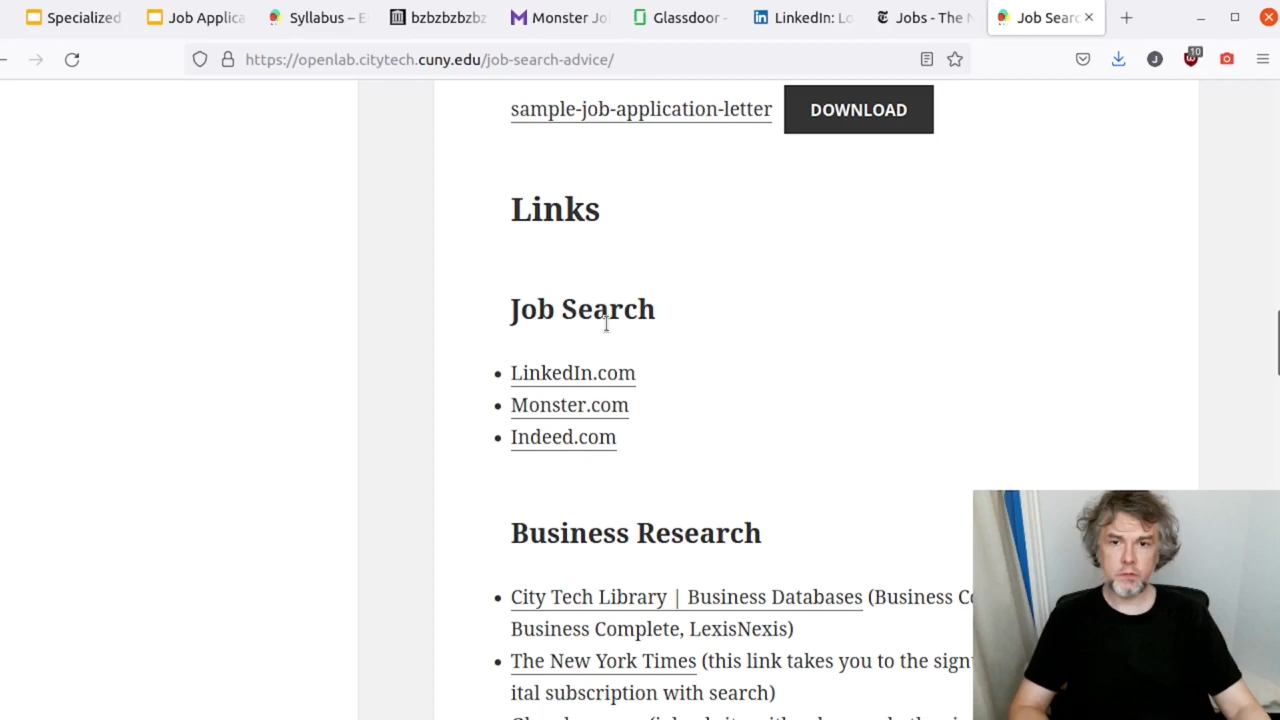 Specialized
Job Applica
Syllabus – E
bzbzbzbzbz
Monster Jo
Glassdoor -
LinkedIn: Lo
Jobs - The N
Job Searc
https://openlab.citytech.cuny.edu/job-search-advice/
10
J
sample-job-application-letter
DOWNLOAD
Links
Job Search
LinkedIn.com
Monster.com
Indeed.com
Business Research
City Tech Library | Business Databases (Business Co
Business Complete, LexisNexis)
The New York Times (this link takes you to the sign
ital subscription with search)